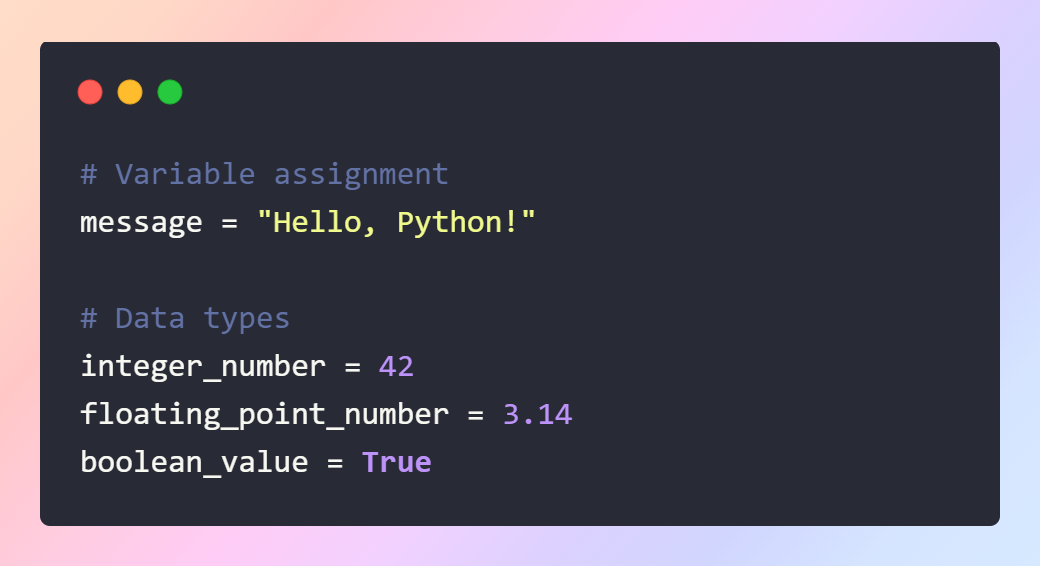 # Variable assignment
message = "Hello, Python!"
# Data types
integer_number = 42
floating_point_number = 3.14
boolean_value = True